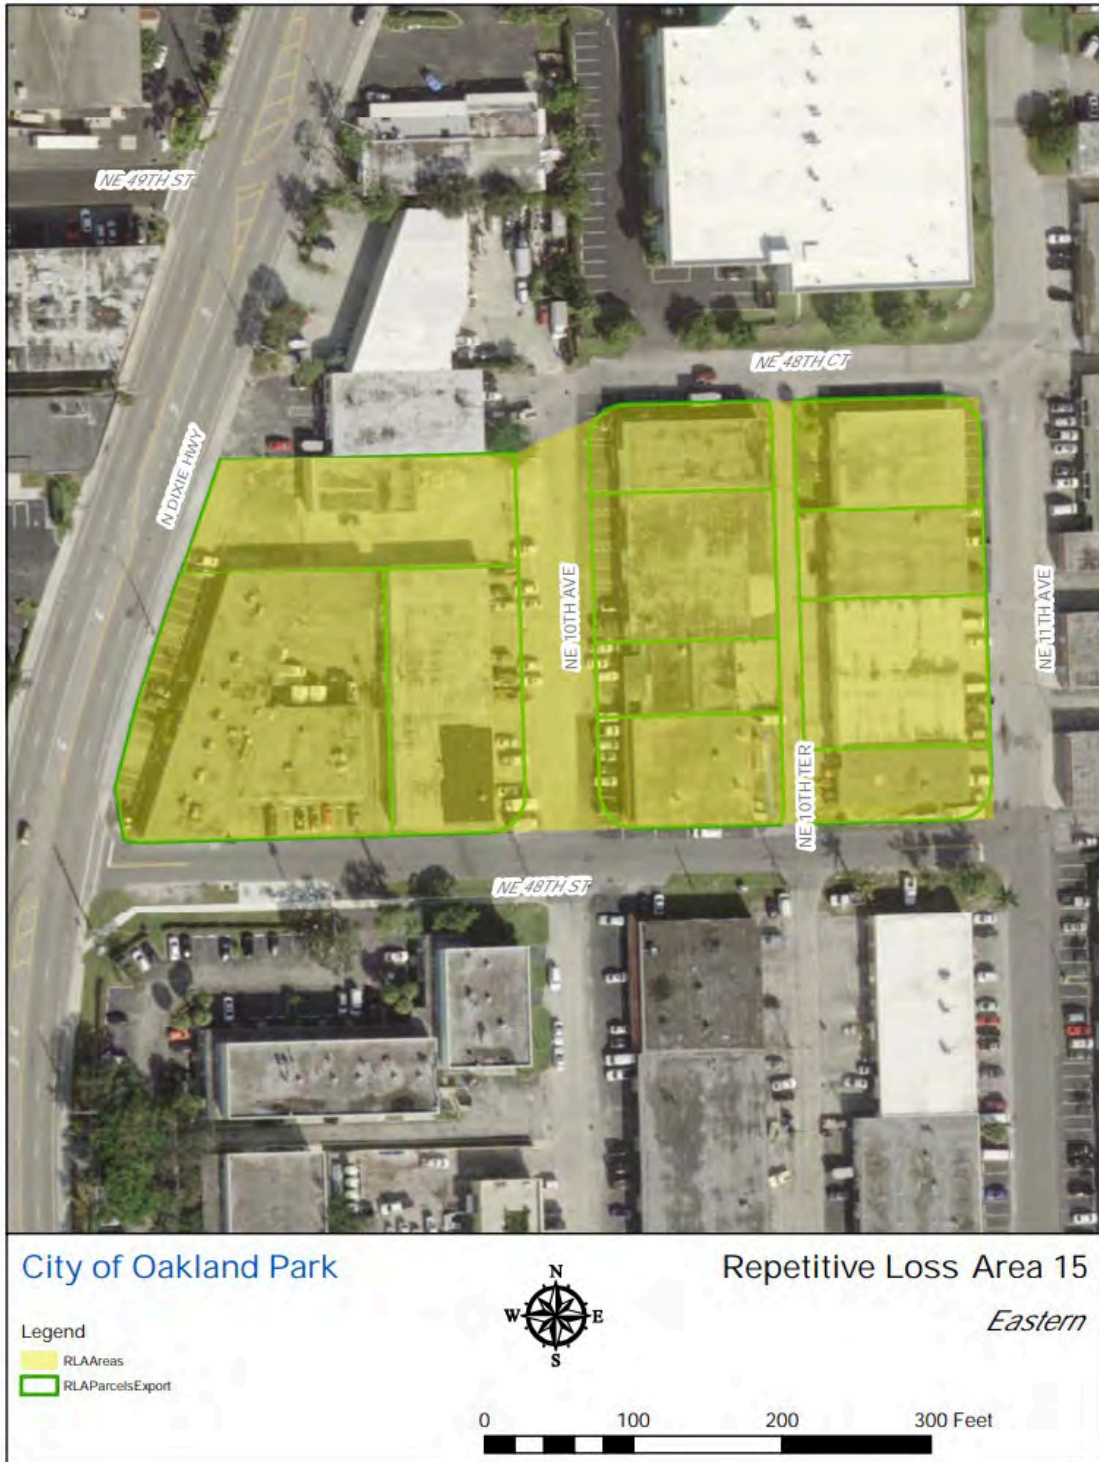 NE 49TH ST
NE 48TH CT
N DIXIE HWY
NE 10TH AVE
NE 11TH AVE
NE 10TH TER
NE 48TH ST
City of Oakland Park
Repetitive Loss Area 15
Eastern
N
W E
S
Legend
RLAAreas
RLAParcelsExport
0 100 200 300 Feet